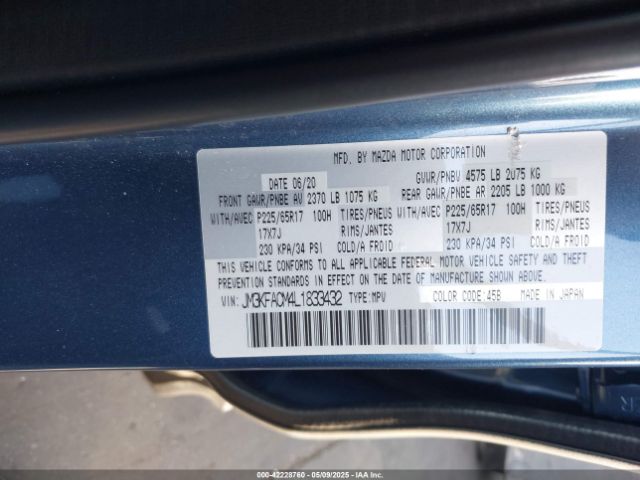 MFD. BY MAZDA MOTOR CORPORATION
DATE 06/20
GVWR/PNBV 4575 LB 2075 KG
FRONT GAWR/PNBE AV 2370 LB 1075 KG
REAR GAWR/PNBE AR 2205 LB 1000 KG
WITH/AVEC P225/65R17 100H TIRES/PNEUS WITH/AVEC P225/65R17 100H TIRES/PNEUS
17X7J RIMS/JANTES 17X7J RIMS/JANTES
230 KPA/34 PSI COLD/A FROID 230 KPA/34 PSI COLD/A FROID
THIS VEHICLE CONFORMS TO ALL APPLICABLE FEDERAL MOTOR VEHICLE SAFETY, BUMPER, AND THEFT
PREVENTION STANDARDS IN EFFECT ON THE DATE OF MANUFACTURE SHOWN ABOVE.
VIN: JM3KFACM4L1833432 TYPE:MPV
COLOR CODE:45B MADE IN JAPAN
000-42228760 - 05/09/2025 - IAAI.COM